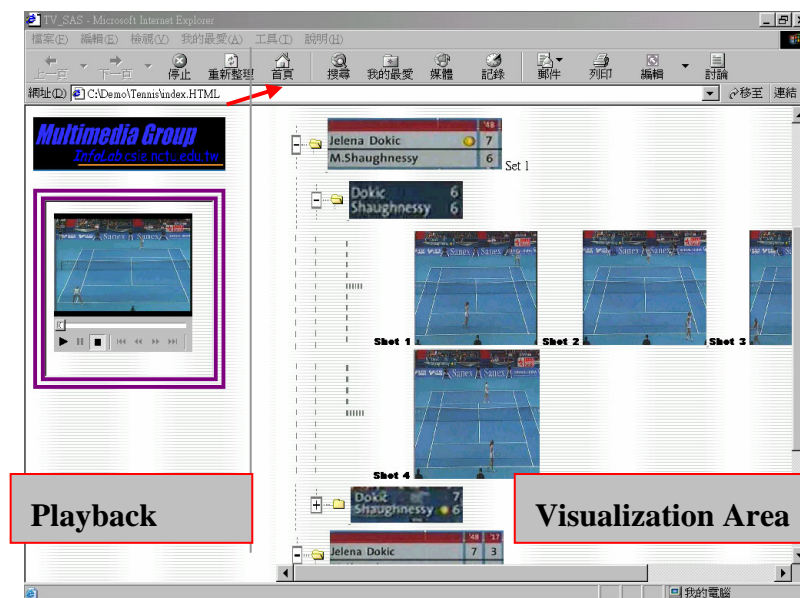 TV_SAS - Microsoft Internet Explorer
檔案(F) 編輯(E) 檢視(V) 我的最愛(A) 工具(T) 說明(H)
上一頁 下一頁 停止 重新整理 首頁 搜尋 我的最愛 媒體 記錄 郵件 列印 編輯 討論
網址(D) C:\Demo\Tennis\index.HTML 移至 連結
Multimedia Group
InfoLab.csie.nctu.edu.tw
'48
Jelena Dokic 7
M.Shaughnessy 6
Set 1
Dokic 6
Shaughnessy 6
Sanex Sanex
Shot 1
Shot 2
Shot 3
Shot 4
Dokic 7
Shaughnessy 6
Playback
Visualization Area
'48 '17
Jelena Dokic 7 3
我的電腦